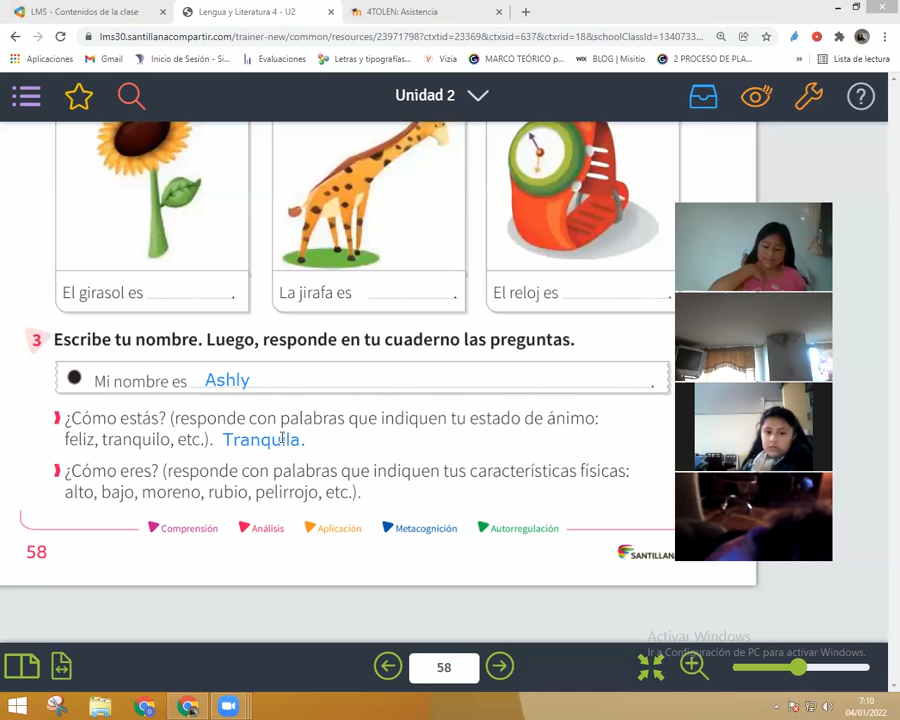 LMS - Contenidos de la clase
Lengua y Literatura 4 - U2
4TOLEN: Asistencia
lms30.santillanacompartir.com/trainer-new/common/resources/23971798?ctxtid=23369&ctxsid=637&ctxtrid=18&schoolClassId=1340733...
Aplicaciones
Gmail
Inicio de Sesión - Si...
Evaluaciones
Letras y tipografías...
Vizia
MARCO TEÓRICO p...
WIX BLOG | Misitio
2 PROCESO DE PLA...
»
Lista de lectura
Unidad 2
El girasol es ____________ .
La jirafa es ____________ .
El reloj es ____________ .
3 Escribe tu nombre. Luego, responde en tu cuaderno las preguntas.
Mi nombre es Ashly .
¿Cómo estás? (responde con palabras que indiquen tu estado de ánimo:
feliz, tranquilo, etc.). Tranquila.
¿Cómo eres? (responde con palabras que indiquen tus características físicas:
alto, bajo, moreno, rubio, pelirrojo, etc.).
Comprensión
Análisis
Aplicación
Metacognición
Autorregulación
58
SANTILLANA
Activar Windows
Ir a Configuración de PC para activar Windows.
58
7:10
04/01/2022